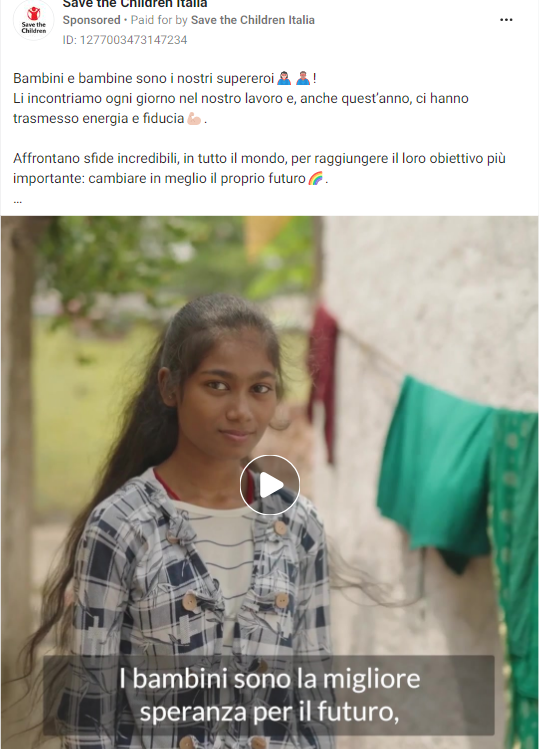 Save the Children Italia
Save the
Children
Sponsored • Paid for by Save the Children Italia
ID: 1277003473147234
Bambini e bambine sono i nostri supereroi🦸🏻‍♀️ 🦸🏽‍♂️ !
Li incontriamo ogni giorno nel nostro lavoro e, anche quest’anno, ci hanno
trasmesso energia e fiducia💪🏼 .
Affrontano sfide incredibili, in tutto il mondo, per raggiungere il loro obiettivo più
importante: cambiare in meglio il proprio futuro🌈 .
...
I bambini sono la migliore
speranza per il futuro,